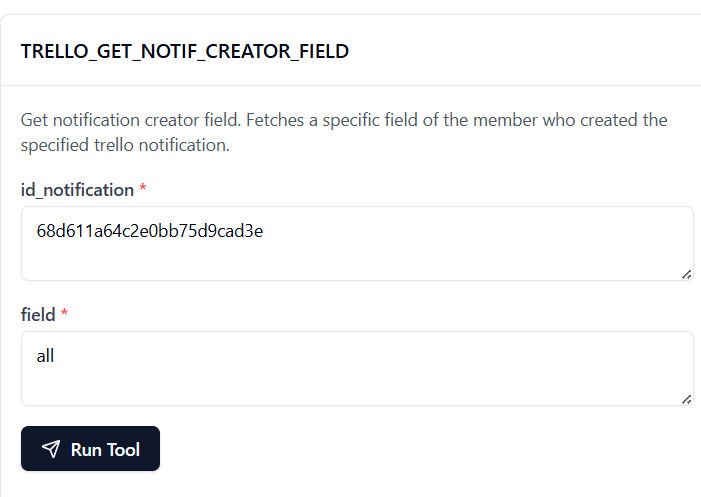 TRELLO_GET_NOTIF_CREATOR_FIELD
Get notification creator field. Fetches a specific field of the member who created the
specified trello notification.
id_notification *
68d611a64c2e0bb75d9cad3e
field *
all
Run Tool